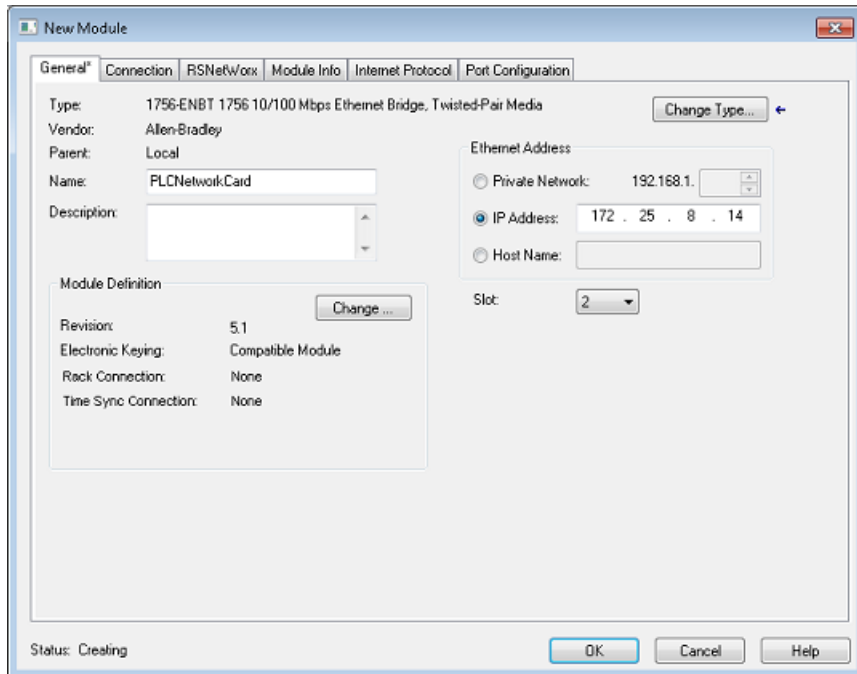 New Module
General* Connection RSNetWorx Module Info Internet Protocol Port Configuration
Type: 1756-ENBT 1756 10/100 Mbps Ethernet Bridge, Twisted-Pair Media
Change Type...
Vendor: Allen-Bradley
Parent: Local
Name: PLCNetworkCard
Description:
Ethernet Address
Private Network: 192.168.1.
IP Address: 172 . 25 . 8 . 14
Host Name:
Module Definition
Change ...
Revision: 5.1
Electronic Keying: Compatible Module
Rack Connection: None
Time Sync Connection: None
Slot: 2
Status: Creating
OK Cancel Help